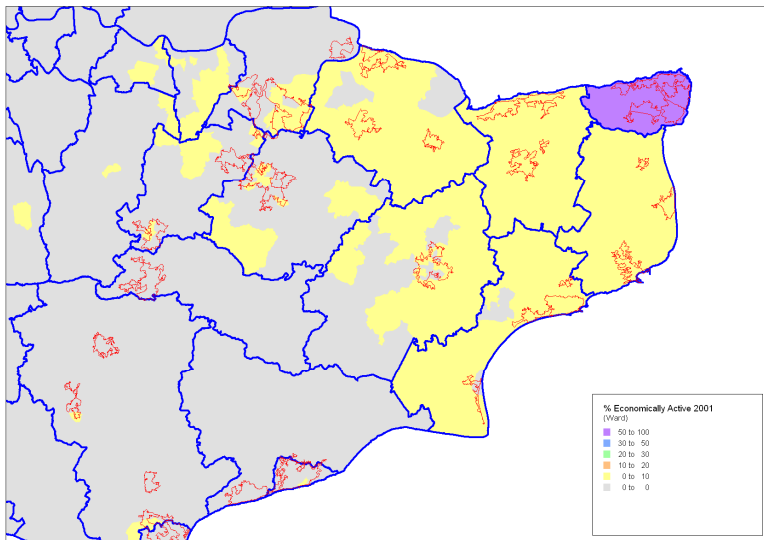 % Economically Active 2001
(Ward)
50 to 100
30 to 50
20 to 30
10 to 20
0 to 10
0 to 0